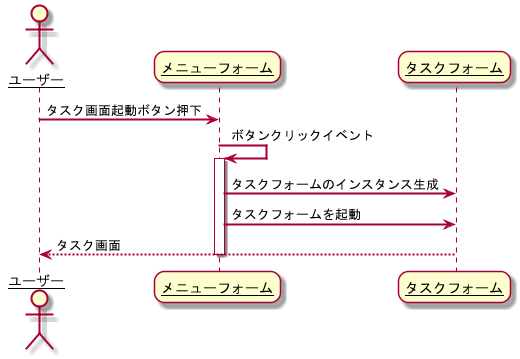 ユーザー
メニューフォーム
タスクフォーム
タスク画面起動ボタン押下
ボタンクリックイベント
タスクフォームのインスタンス生成
タスクフォームを起動
タスク画面
ユーザー
メニューフォーム
タスクフォーム